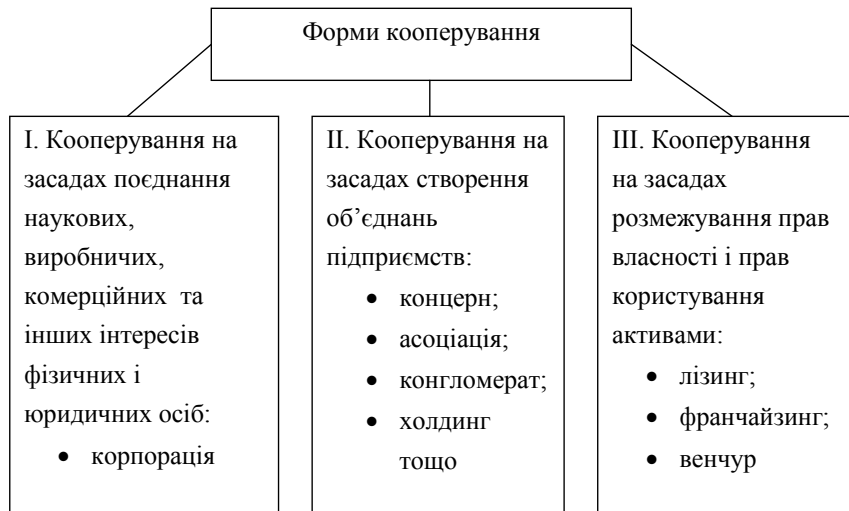 Форми кооперування
І. Кооперування на
засадах поєднання
наукових,
виробничих,
комерційних та
інших інтересів
фізичних і
юридичних осіб:
• корпорація
ІІ. Кооперування на
засадах створення
об’єднань
підприємств:
• концерн;
• асоціація;
• конгломерат;
• холдинг
тощо
ІІІ. Кооперування
на засадах
розмежування прав
власності і прав
користування
активами:
• лізинг;
• франчайзинг;
• венчур